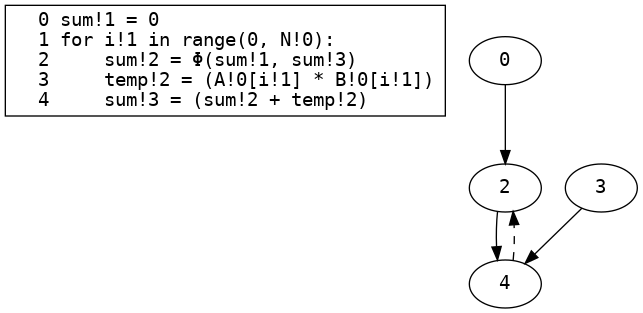 0 sum!1 = 0
1 for i!1 in range(0, N!0):
2     sum!2 = Φ(sum!1, sum!3)
3     temp!2 = (A!0[i!1] * B!0[i!1])
4     sum!3 = (sum!2 + temp!2)
0
2
3
4